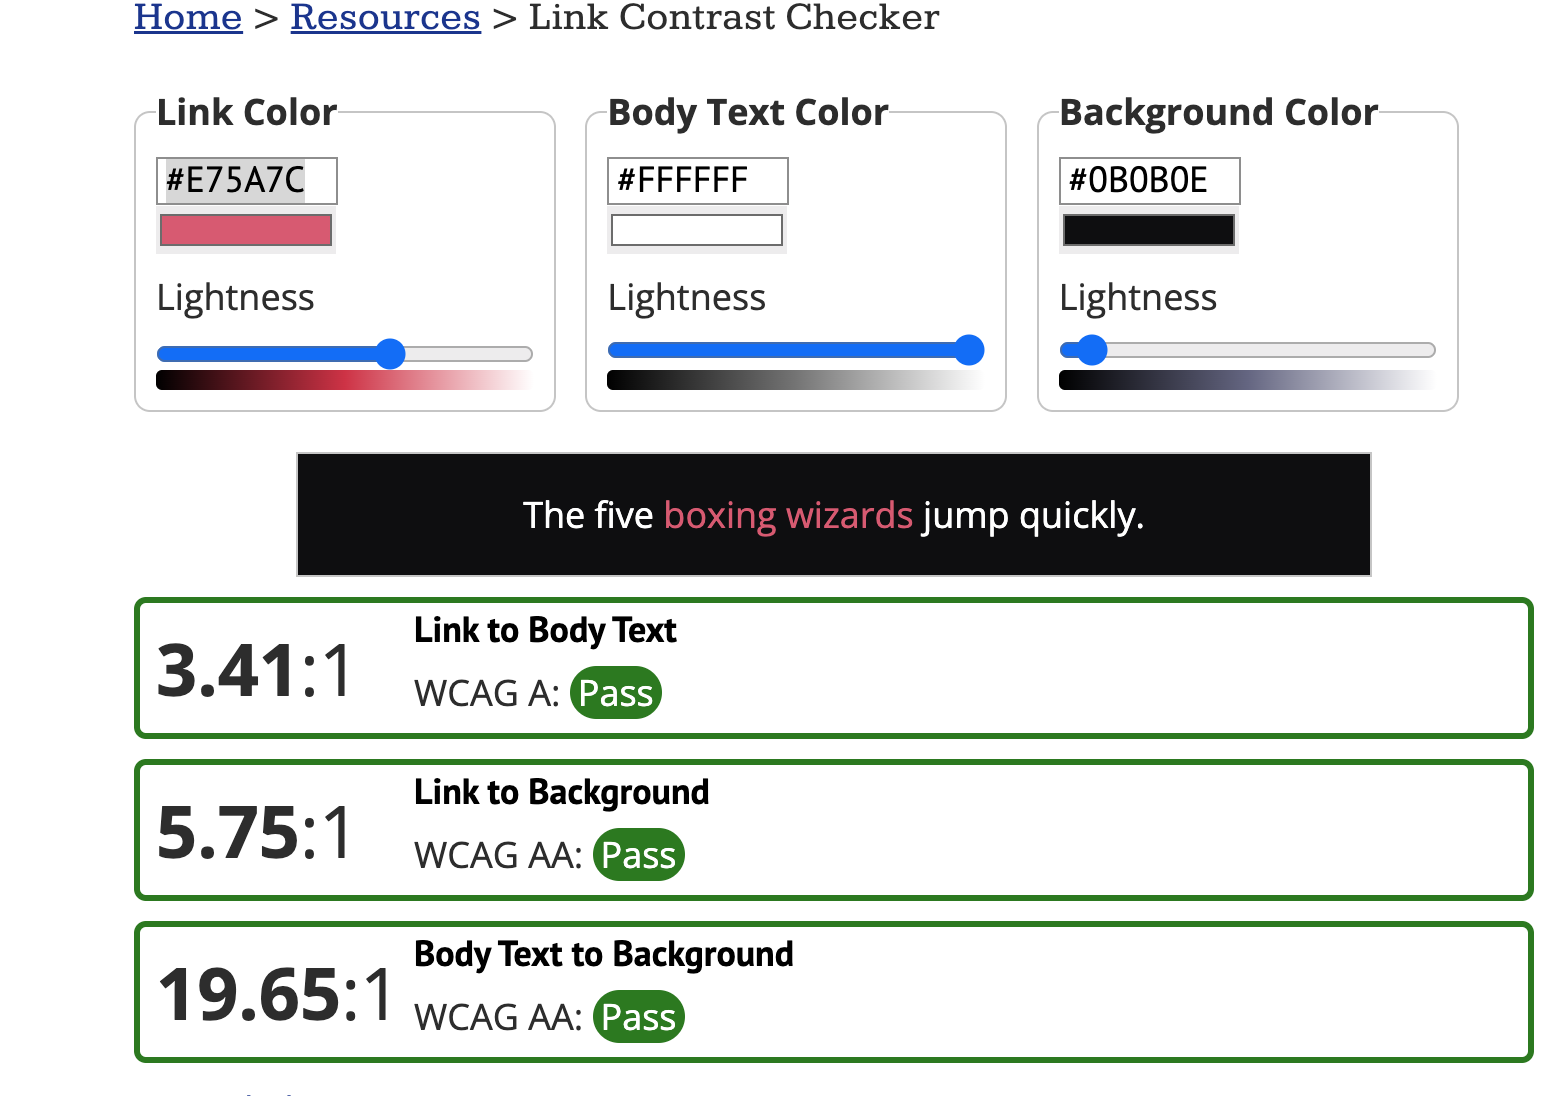 Home > Resources > Link Contrast Checker
Link Color
#E75A7C
Lightness
Body Text Color
#FFFFFF
Lightness
Background Color
#0B0B0E
Lightness
The five boxing wizards jump quickly.
3.41:1
Link to Body Text
WCAG A: Pass
5.75:1
Link to Background
WCAG AA: Pass
19.65:1
Body Text to Background
WCAG AA: Pass